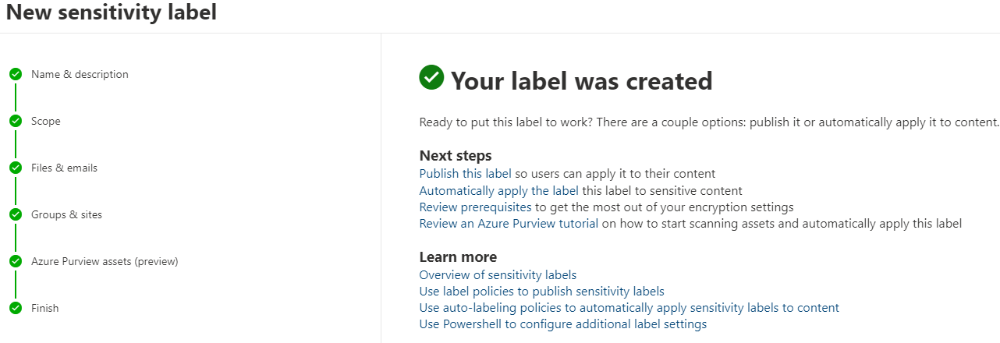 New sensitivity label
Name & description
Scope
Files & emails
Groups & sites
Azure Purview assets (preview)
Finish
Your label was created
Ready to put this label to work? There are a couple options: publish it or automatically apply it to content.
Next steps
Publish this label so users can apply it to their content
Automatically apply the label this label to sensitive content
Review prerequisites to get the most out of your encryption settings
Review an Azure Purview tutorial on how to start scanning assets and automatically apply this label
Learn more
Overview of sensitivity labels
Use label policies to publish sensitivity labels
Use auto-labeling policies to automatically apply sensitivity labels to content
Use Powershell to configure additional label settings